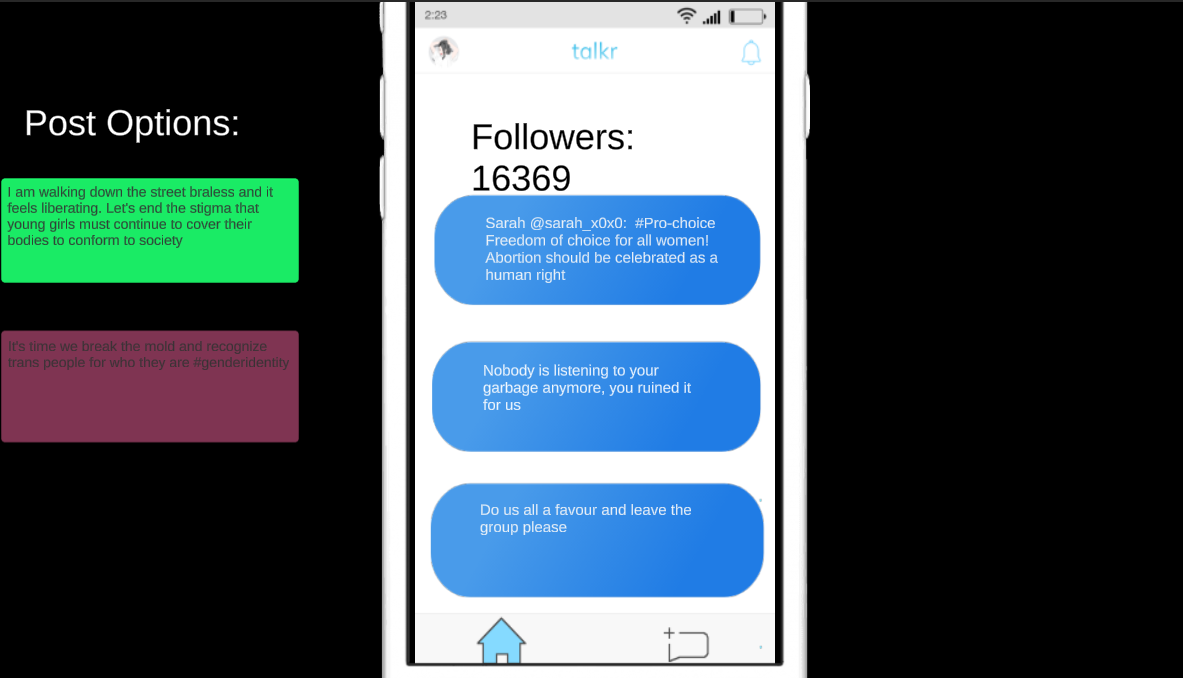 2:23
talkr
Post Options:
I am walking down the street braless and it
feels liberating. Let's end the stigma that
young girls must continue to cover their
bodies to conform to society
It's time we break the mold and recognize
trans people for who they are #genderidentity
Followers:
16369
Sarah @sarah_x0x0:  #Pro-choice
Freedom of choice for all women!
Abortion should be celebrated as a
human right
Nobody is listening to your
garbage anymore, you ruined it
for us
Do us all a favour and leave the
group please